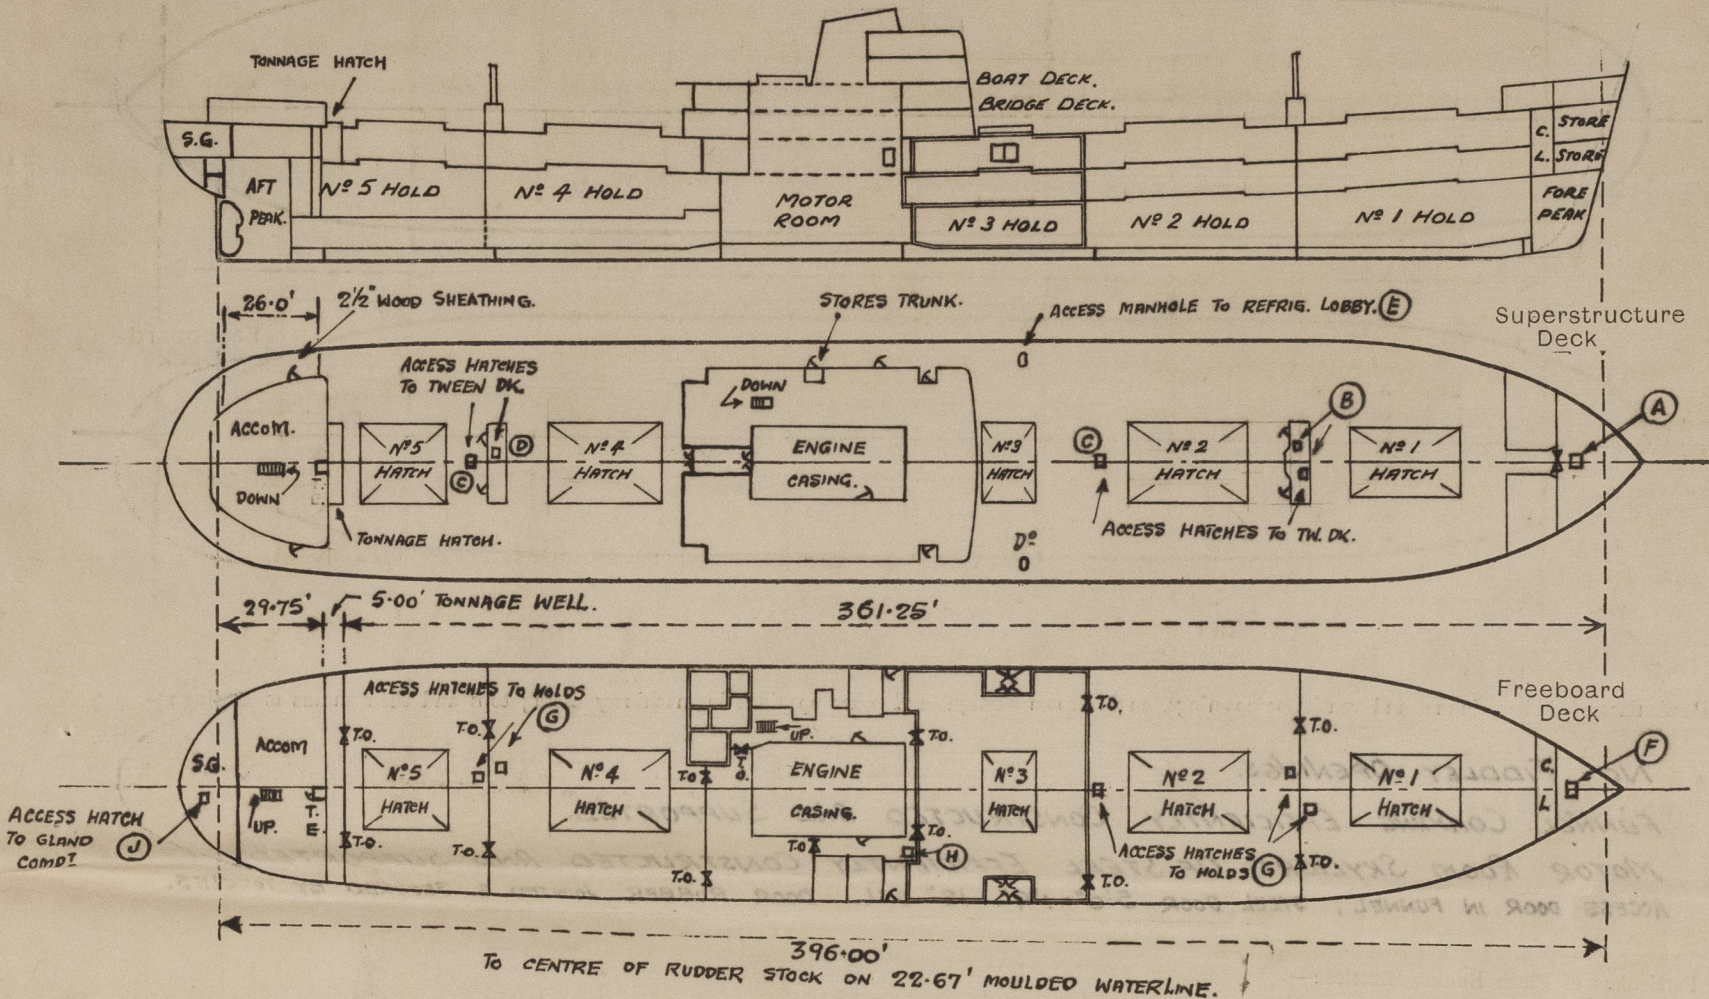 TONNAGE HATCH
BOAT DECK.
BRIDGE DECK.
S.G.
C. STORE
L. STORE
AFT
PEAK.
Nº 5 HOLD
Nº 4 HOLD
MOTOR
ROOM
Nº 3 HOLD
Nº 2 HOLD
Nº 1 HOLD
FORE
PEAK
26·0'
2½" WOOD SHEATHING.
STORES TRUNK.
ACCESS MANHOLE TO REFRIG. LOBBY. E
Superstructure
Deck
ACCESS HATCHES
TO TWEEN DK.
DOWN
B
A
ACCOM.
Nº5
HATCH
D
C
Nº4
HATCH
ENGINE
CASING.
Nº3
HATCH
C
Nº2
HATCH
Nº1
HATCH
DOWN
TONNAGE HATCH.
Dº
ACCESS HATCHES TO TW. DK.
29·75'
5·00' TONNAGE WELL.
361·25'
Freeboard
Deck
ACCESS HATCHES TO HOLDS
G
T.O.
T.O.
T.O.
T.O.
UP.
T.O.
T.O.
F
S.G.
ACCOM
Nº5
HATCH
Nº4
HATCH
T.O.
ENGINE
CASING.
Nº3
HATCH
Nº2
HATCH
Nº1
HATCH
C.
L
ACCESS HATCH
TO GLAND
COMPT
J
UP.
T.
E.
T.O.
T.O.
T.O.
T.O.
T.O.
H
ACCESS HATCHES
TO HOLDS G
T.O.
T.O.
396·00'
TO CENTRE OF RUDDER STOCK ON 22·67' MOULDED WATERLINE.